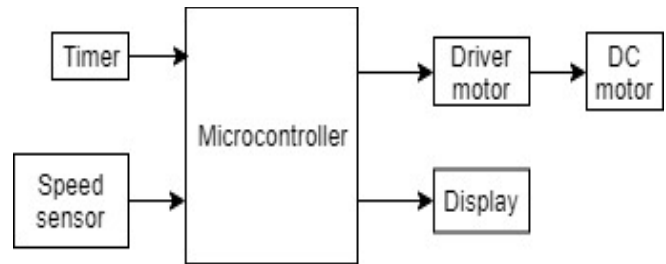 Timer
Microcontroller
Driver
motor
DC
motor
Speed
sensor
Display